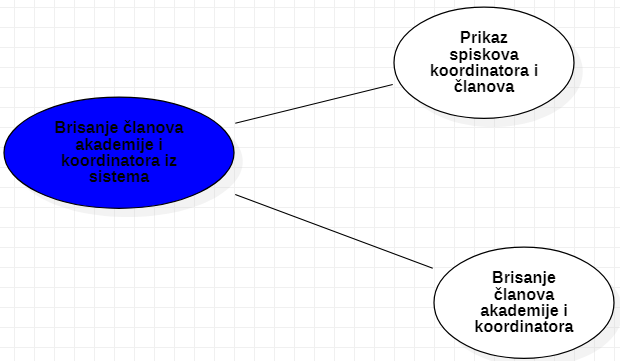 Prikaz
spiskova
koordinatora i
članova
Brisanje članova
akademije i
koordinatora iz
sistema
Brisanje
članova
akademije i
koordinatora